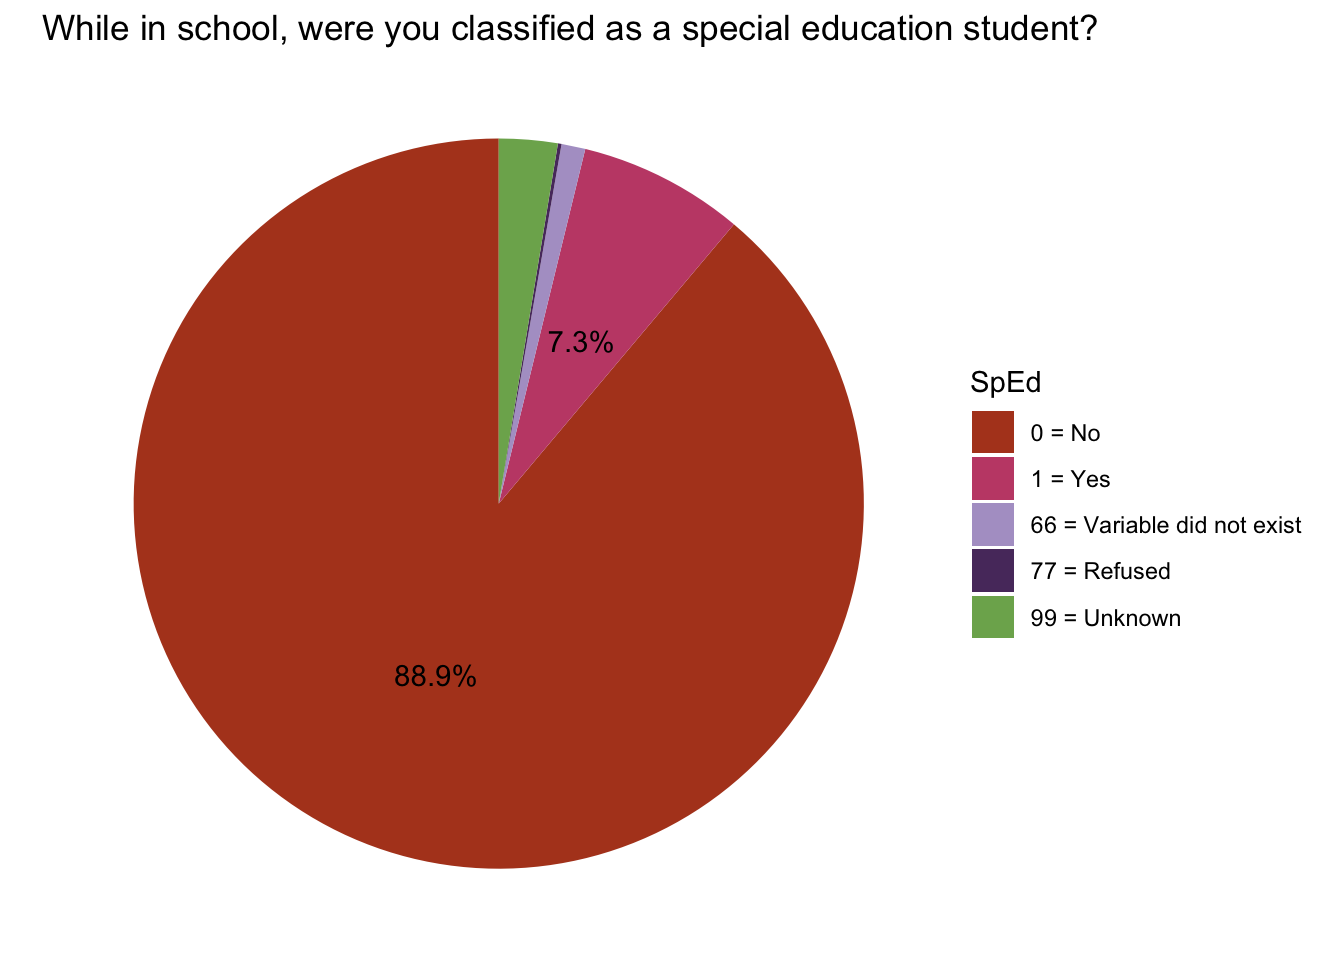 While in school, were you classified as a special education student?
7.3%
88.9%
SpEd
0 = No
1 = Yes
66 = Variable did not exist
77 = Refused
99 = Unknown